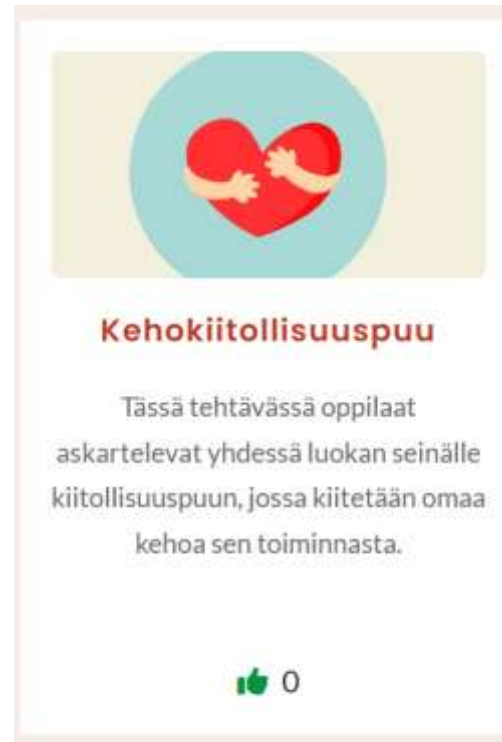 Kehokiitollisuuspuu
Tässä tehtävässä oppilaat
askartelevat yhdessä luokan seinälle
kiitollisuuspuun, jossa kiitetään omaa
kehoa sen toiminnasta.
0